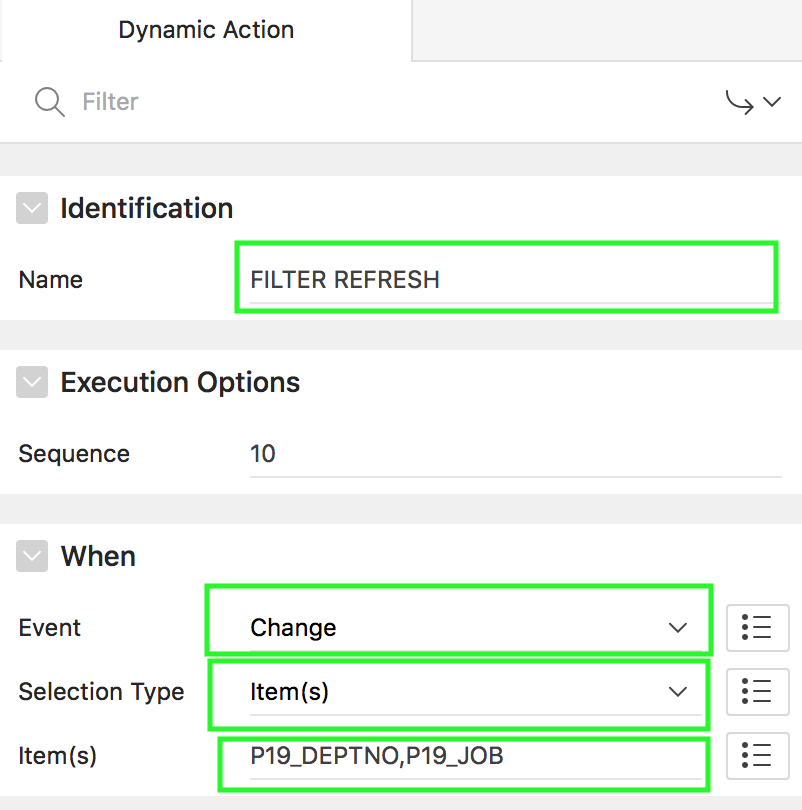 Dynamic Action
Filter
Identification
Name FILTER REFRESH
Execution Options
Sequence 10
When
Event Change
Selection Type Item(s)
Item(s) P19_DEPTNO,P19_JOB